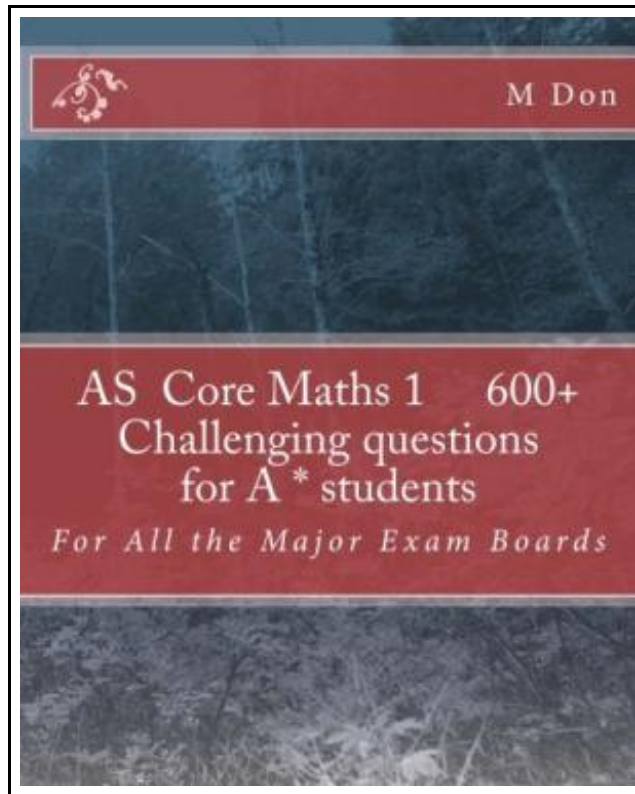 M Don
AS Core Maths 1 600+
Challenging questions
for A * students
For All the Major Exam Boards